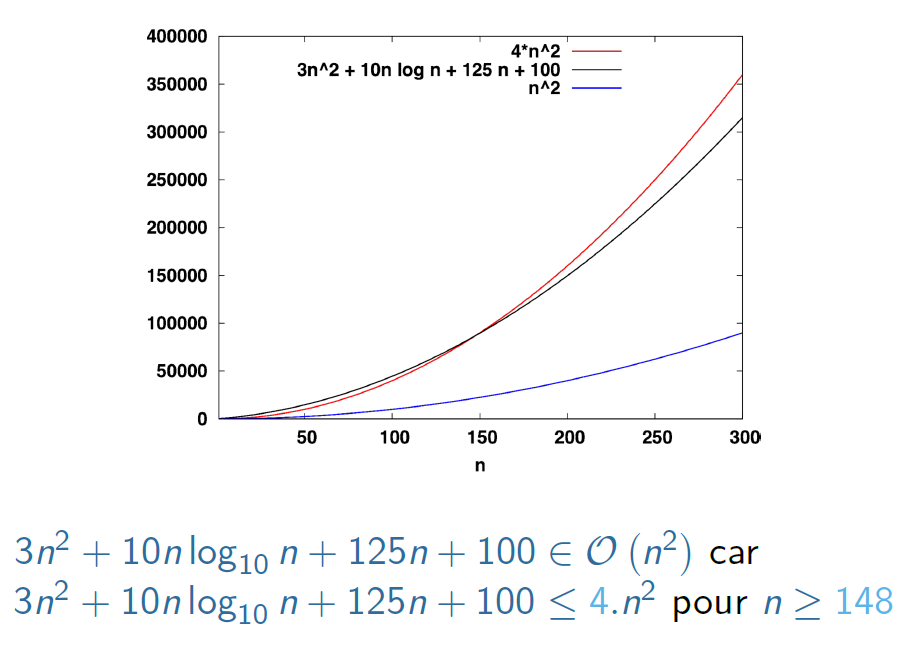 400000
350000
300000
250000
200000
150000
100000
50000
0
4*n^2
3n^2 + 10n log n + 125 n + 100
n^2
50 100 150 200 250 300
n
3n² + 10n log₁₀ n + 125n + 100 ∈ 𝒪 (n²) car
3n² + 10n log₁₀ n + 125n + 100 ≤ 4.n² pour n ≥ 148